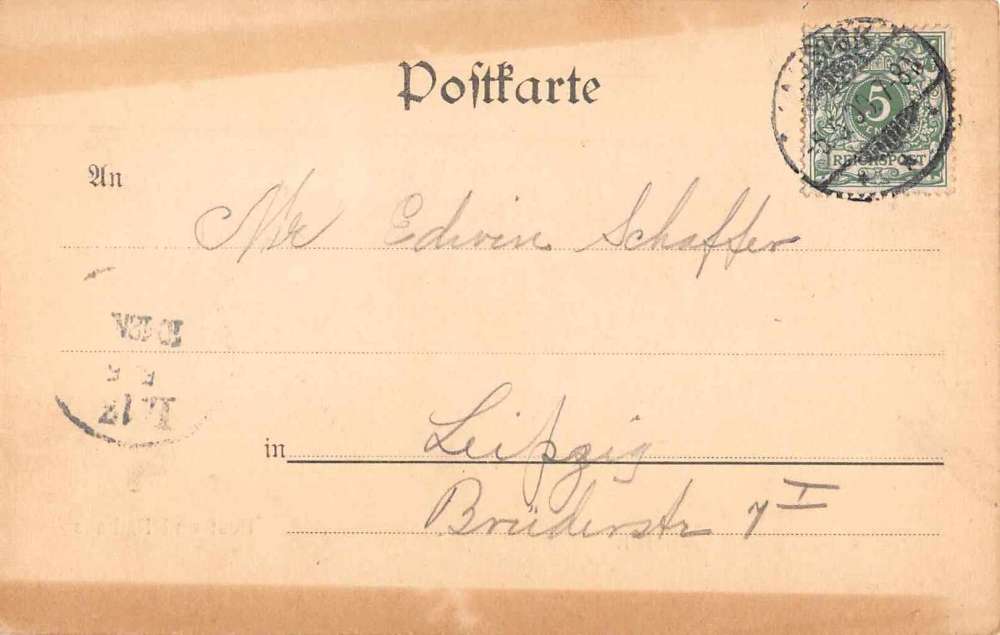 Postkarte
5
REICHSPOST
An
Mr Edwin Schaffer
in Leipzig
Brüderstr 7 I